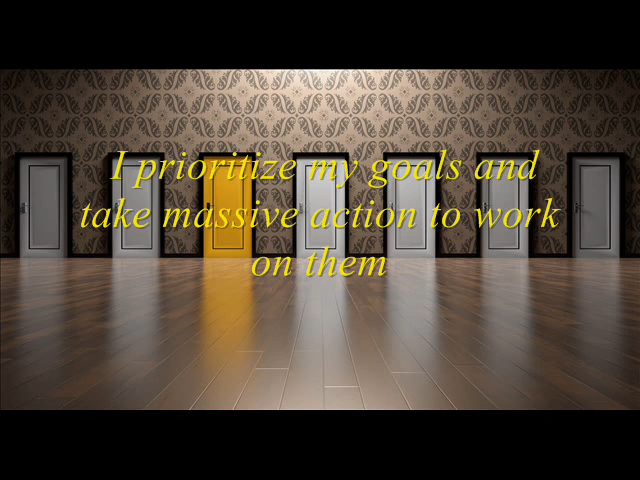 I prioritize my goals and
take massive action to work
on them